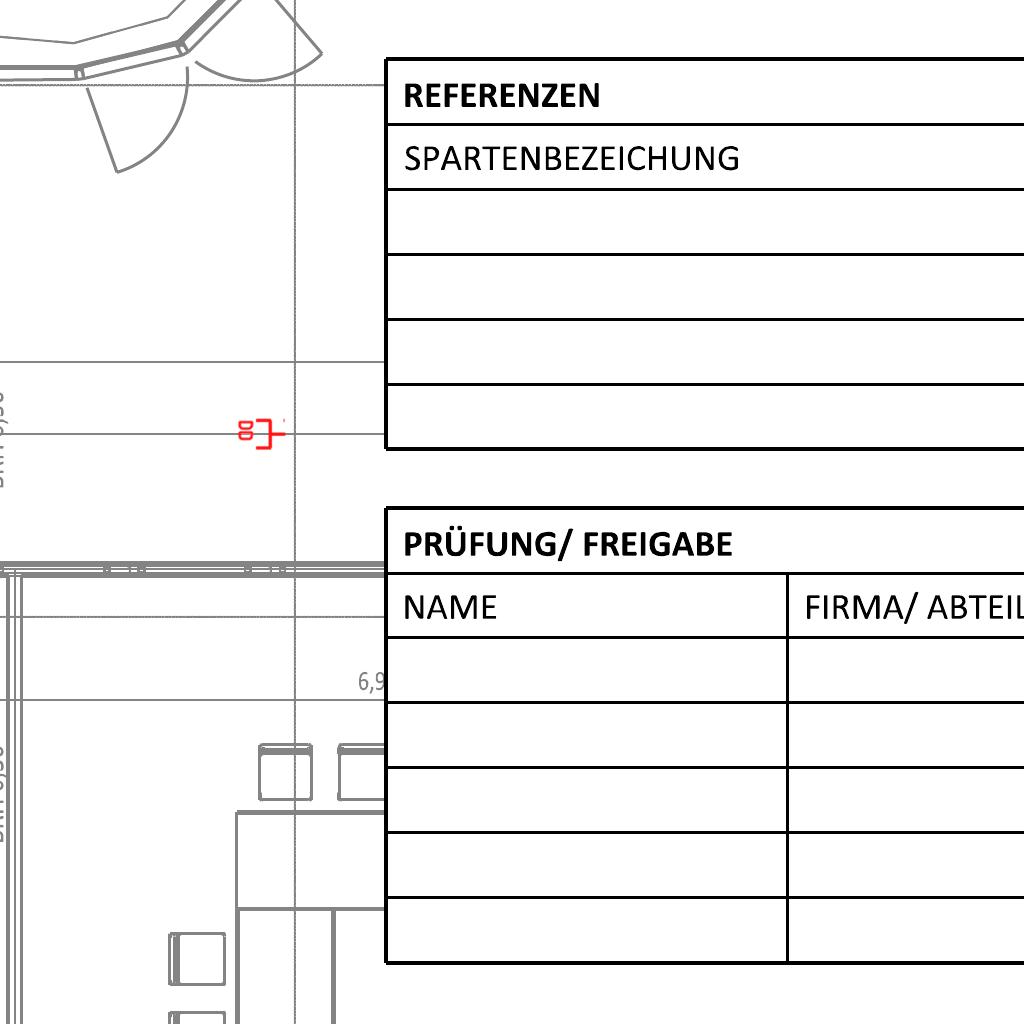 REFERENZEN
SPARTENBEZEICHUNG
PRÜFUNG/ FREIGABE
NAME
FIRMA/ ABTEIL
6,9